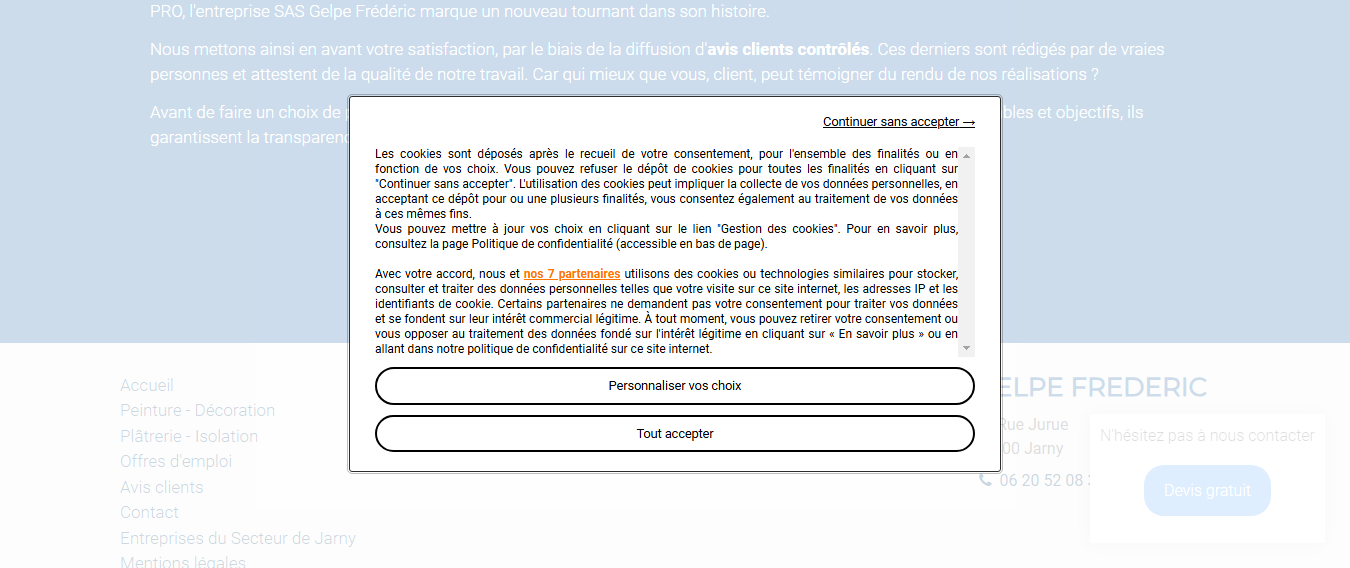 PRO, l'entreprise SAS Gelpe Frédéric marque un nouveau tournant dans son histoire.
Nous mettons ainsi en avant votre satisfaction, par le biais de la diffusion d'avis clients contrôlés. Ces derniers sont rédigés par de vraies
personnes et attestent de la qualité de notre travail. Car qui mieux que vous, client, peut témoigner du rendu de nos réalisations ?
Avant de faire un choix de
et objectifs, ils
garantissent la
Continuer sans accepter →
Les cookies sont déposés après le recueil de votre consentement, pour l'ensemble des finalités ou en
fonction de vos choix. Vous pouvez refuser le dépôt de cookies pour toutes les finalités en cliquant sur
"Continuer sans accepter". L'utilisation des cookies peut impliquer la collecte de vos données personnelles, en
acceptant ce dépôt pour ou une plusieurs finalités, vous consentez également au traitement de vos données
à ces mêmes fins.
Vous pouvez mettre à jour vos choix en cliquant sur le lien "Gestion des cookies". Pour en savoir plus,
consultez la page Politique de confidentialité (accessible en bas de page).
Avec votre accord, nous et nos 7 partenaires utilisons des cookies ou technologies similaires pour stocker,
consulter et traiter des données personnelles telles que votre visite sur ce site internet, les adresses IP et les
identifiants de cookie. Certains partenaires ne demandent pas votre consentement pour traiter vos données
et se fondent sur leur intérêt commercial légitime. À tout moment, vous pouvez retirer votre consentement ou
vous opposer au traitement des données fondé sur l'intérêt légitime en cliquant sur « En savoir plus » ou en
allant dans notre politique de confidentialité sur ce site internet.
Personnaliser vos choix
Tout accepter
Accueil
Peinture - Décoration
Plâtrerie - Isolation
Offres d'emploi
Avis clients
Contact
Entreprises du Secteur de Jarny
Mentions légales
ELPE FREDERIC
Rue Jurue
00 Jarny
06 20 52 08
N'hésitez pas à nous contacter
Devis gratuit